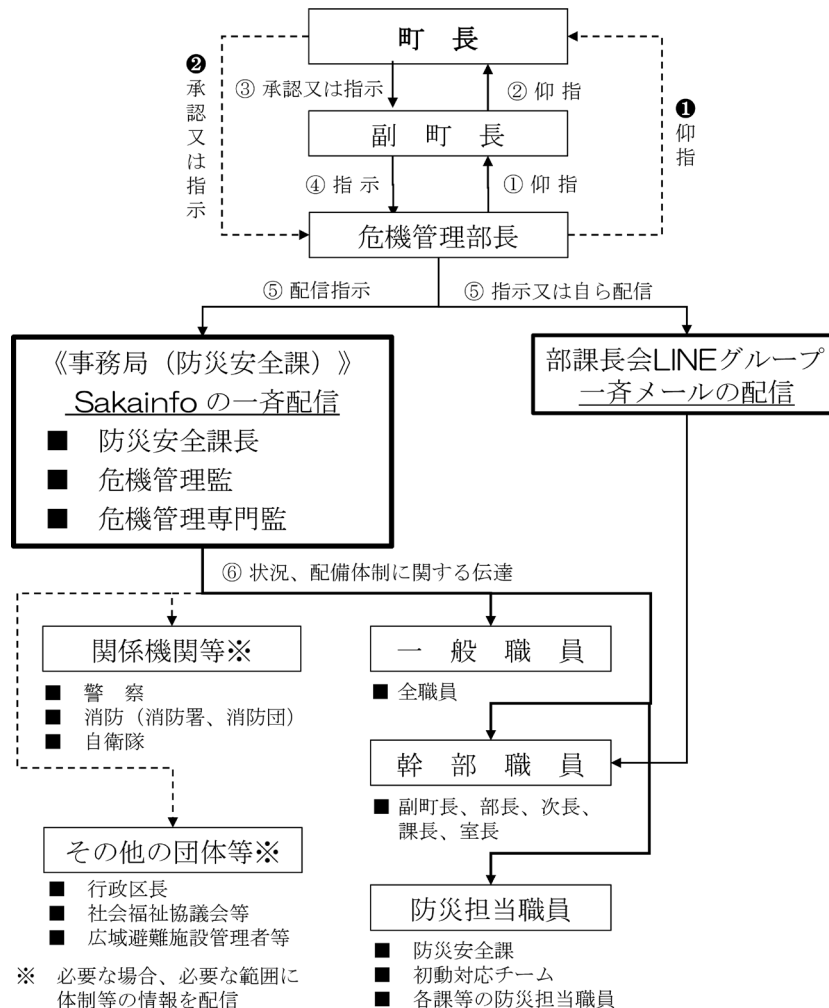 町 長
❷承認又は指示
③ 承認又は指示
② 仰 指
❶仰指
副 町 長
④ 指 示
① 仰 指
危機管理部長
⑤ 配信指示
⑤ 指示又は自ら配信
《事務局(防災安全課)》
Sakainfo の一斉配信
■ 防災安全課長
■ 危機管理監
■ 危機管理専門監
部課長会LINEグループ
一斉メールの配信
⑥ 状況、配備体制に関する伝達
関係機関等※
■ 警 察
■ 消防(消防署、消防団)
■ 自衛隊
一 般 職 員
■ 全職員
幹 部 職 員
■ 副町長、部長、次長、
課長、室長
その他の団体等※
■ 行政区長
■ 社会福祉協議会等
■ 広域避難施設管理者等
※ 必要な場合、必要な範囲に
体制等の情報を配信
防災担当職員
■ 防災安全課
■ 初動対応チーム
■ 各課等の防災担当職員